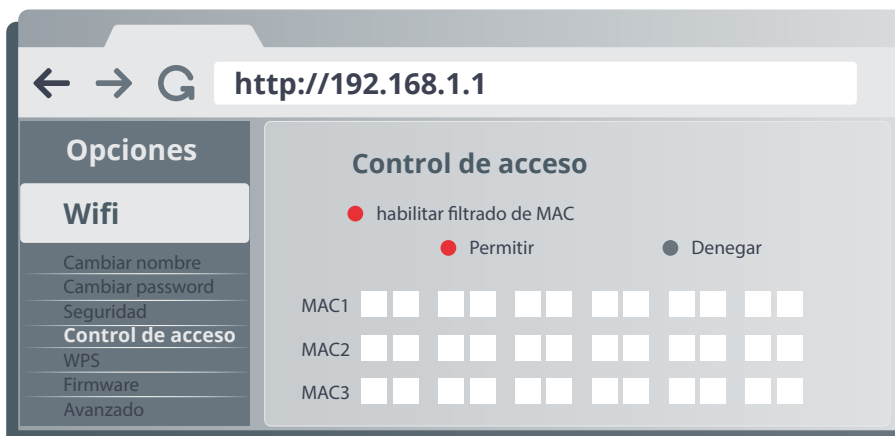 http://192.168.1.1
Opciones
Wifi
Cambiar nombre
Cambiar password
Seguridad
Control de acceso
WPS
Firmware
Avanzado
Control de acceso
habilitar filtrado de MAC
Permitir
Denegar
MAC1
MAC2
MAC3